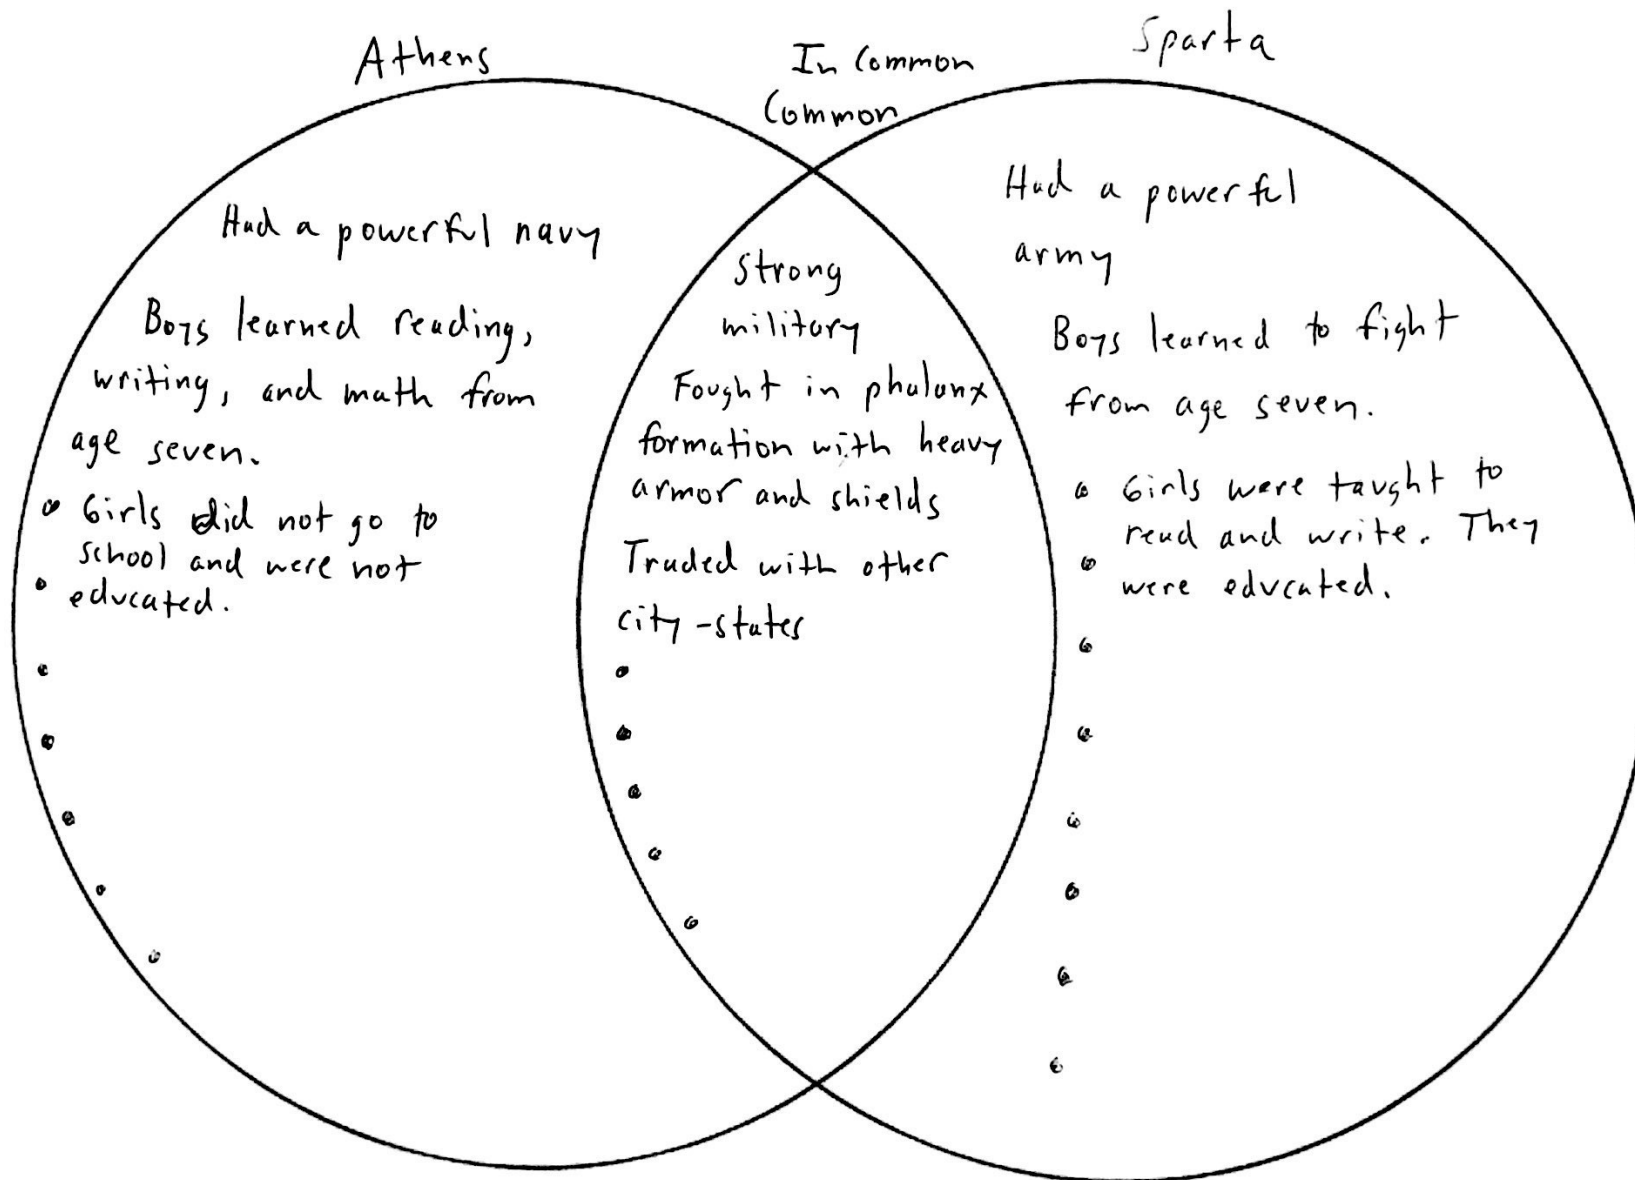 Athens
In Common
Common
Sparta
Had a powerful navy
Boys learned reading,
writing, and math from
age seven.
• Girls did not go to
school and were not
educated.
Strong
military
Fought in phalanx
formation with heavy
armor and shields
Traded with other
city-states
Had a powerful
army
Boys learned to fight
from age seven.
• Girls were taught to
read and write. They
were educated.